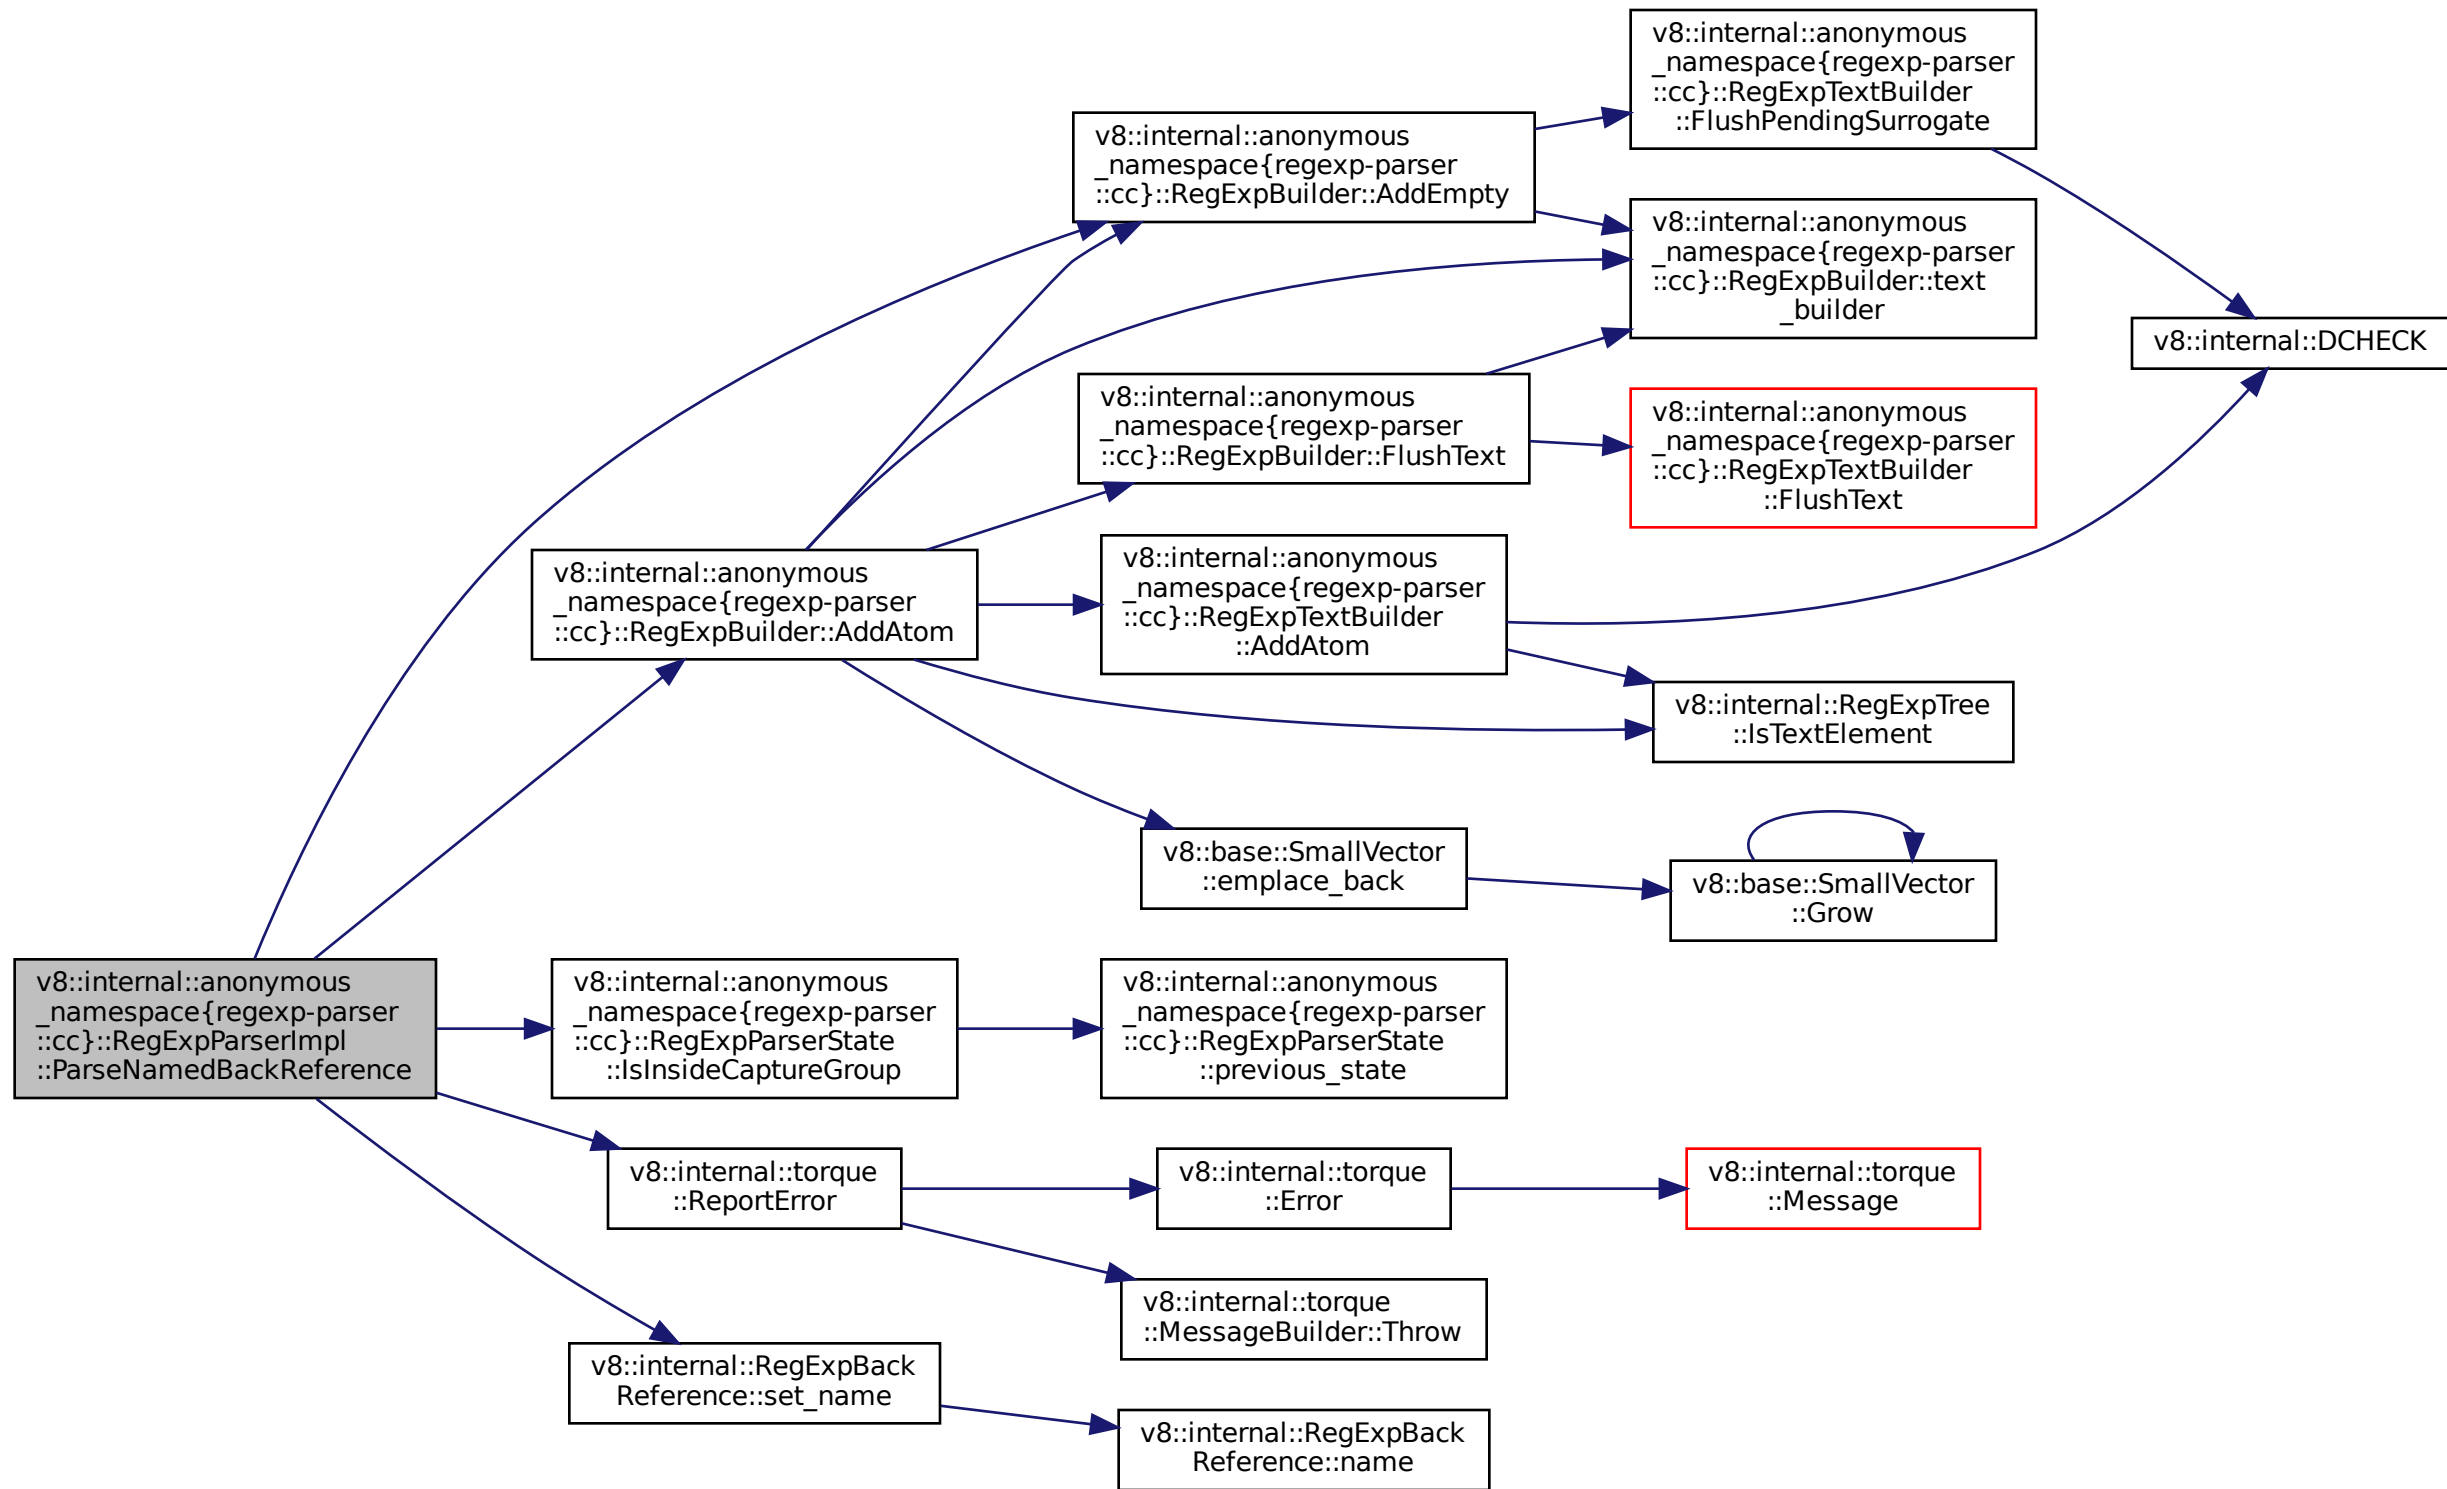 v8::internal::anonymous
_namespace{regexp-parser
::cc}::RegExpParserImpl
::ParseNamedBackReference
v8::internal::anonymous
_namespace{regexp-parser
::cc}::RegExpBuilder::AddAtom
v8::internal::anonymous
_namespace{regexp-parser
::cc}::RegExpParserState
::IsInsideCaptureGroup
v8::internal::torque
::ReportError
v8::internal::RegExpBack
Reference::set_name
v8::internal::anonymous
_namespace{regexp-parser
::cc}::RegExpBuilder::AddEmpty
v8::internal::anonymous
_namespace{regexp-parser
::cc}::RegExpBuilder::FlushText
v8::internal::anonymous
_namespace{regexp-parser
::cc}::RegExpTextBuilder
::AddAtom
v8::base::SmallVector
::emplace_back
v8::internal::anonymous
_namespace{regexp-parser
::cc}::RegExpParserState
::previous_state
v8::internal::torque
::Error
v8::internal::torque
::MessageBuilder::Throw
v8::internal::RegExpBack
Reference::name
v8::internal::anonymous
_namespace{regexp-parser
::cc}::RegExpTextBuilder
::FlushPendingSurrogate
v8::internal::anonymous
_namespace{regexp-parser
::cc}::RegExpBuilder::text
_builder
v8::internal::anonymous
_namespace{regexp-parser
::cc}::RegExpTextBuilder
::FlushText
v8::internal::RegExpTree
::IsTextElement
v8::base::SmallVector
::Grow
v8::internal::torque
::Message
v8::internal::DCHECK